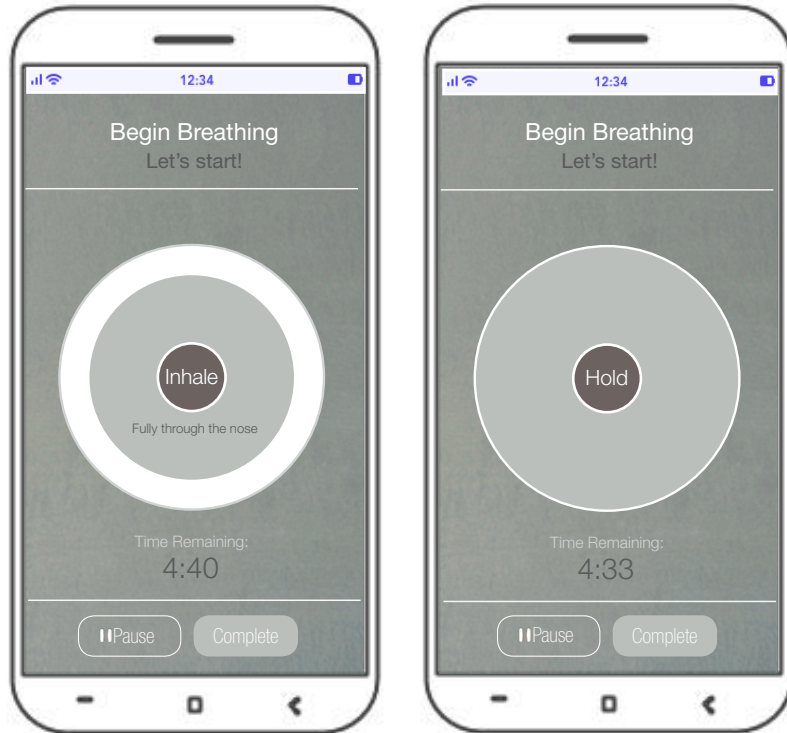 12:34
Begin Breathing
Let's start!
Inhale
Fully through the nose
Time Remaining:
4:40
Pause
Complete
12:34
Begin Breathing
Let's start!
Hold
Time Remaining:
4:33
Pause
Complete